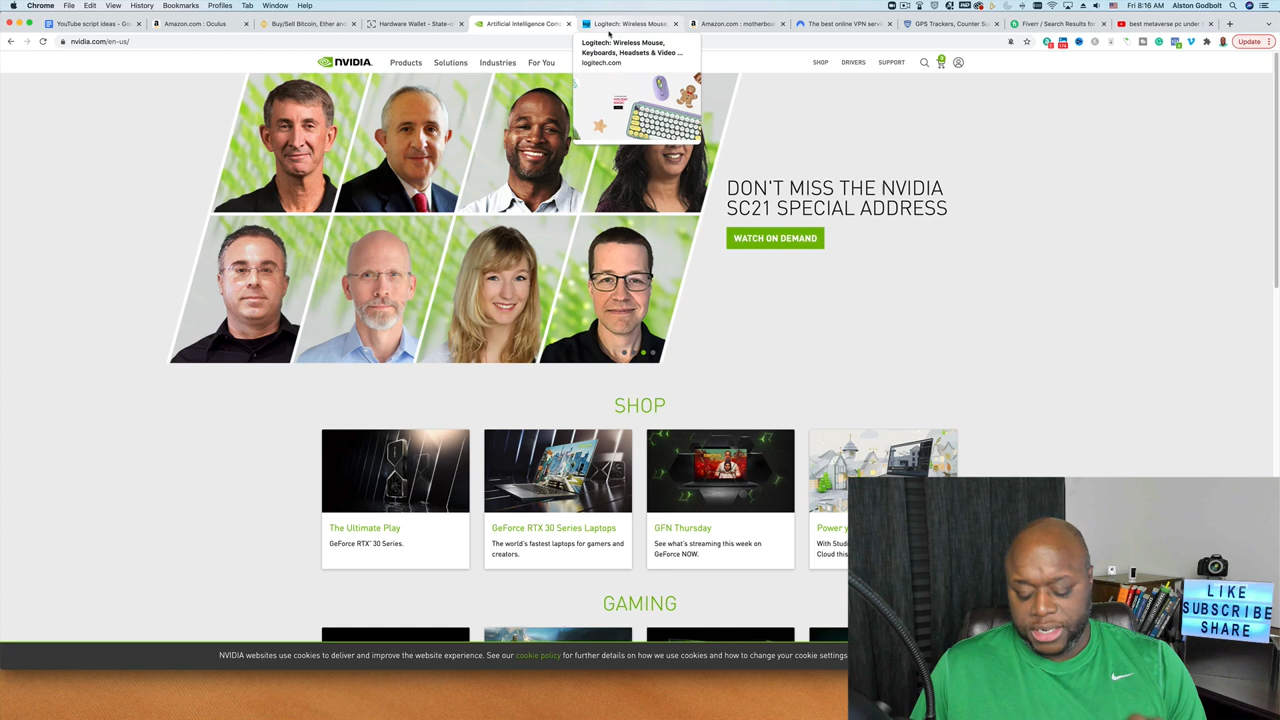 Chrome File Edit View History Bookmarks Profiles Tab Window Help
Fri 8:16 AM Alston Godbolt
YouTube script ideas – Goo
Amazon.com : Oculus
Buy/Sell Bitcoin, Ether and
Hardware Wallet - State-o
Artificial Intelligence Comp
Logitech: Wireless Mouse,
Amazon.com : motherboa
The best online VPN servi
GPS Trackers, Counter Su
Fiverr / Search Results for
best metaverse pc under $
nvidia.com/en-us/
Update
Logitech: Wireless Mouse,
Keyboards, Headsets & Video ...
logitech.com
NVIDIA.
Products Solutions Industries For You
SHOP DRIVERS SUPPORT
DON'T MISS THE NVIDIA
SC21 SPECIAL ADDRESS
WATCH ON DEMAND
SHOP
The Ultimate Play
GeForce RTX™ 30 Series.
GeForce RTX 30 Series Laptops
The world's fastest laptops for gamers and
creators.
GFN Thursday
See what's streaming this week on
GeForce NOW.
Power y
With Studi
Cloud this
GAMING
NVIDIA websites use cookies to deliver and improve the website experience. See our cookie policy for further details on how we use cookies and how to change your cookie settings
LIKE
SUBSCRIBE
SHARE